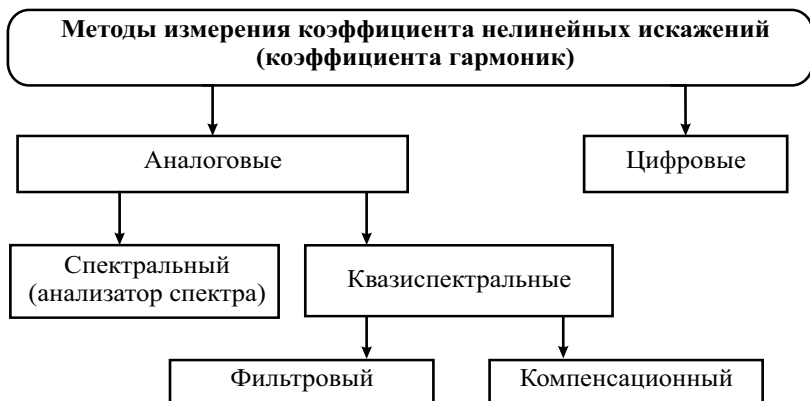 Методы измерения коэффициента нелинейных искажений
(коэффициента гармоник)
Аналоговые
Цифровые
Спектральный
(анализатор спектра)
Квазиспектральные
Фильтровый
Компенсационный